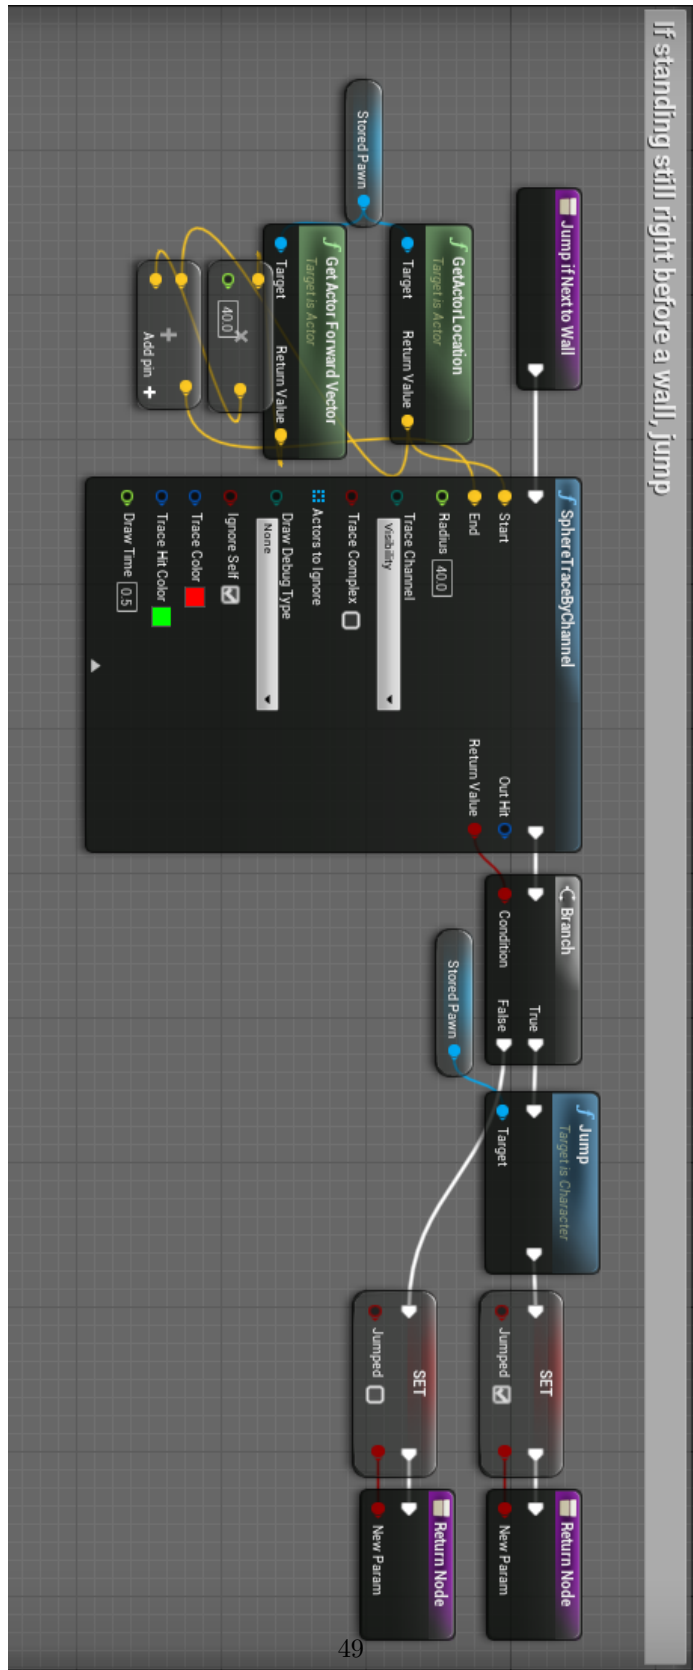 If standing still right before a wall, jump
Jump if Next to Wall
Stored Pawn
GetActorLocation
Target is Actor
Target
Return Value
Get Actor Forward Vector
Target is Actor
Target
Return Value
40.0
Add pin
SphereTraceByChannel
Start
End
Radius 40.0
Trace Channel
Visibility
Trace Complex
Actors to Ignore
Draw Debug Type
None
Ignore Self
Trace Color
Trace Hit Color
Draw Time 0.5
Out Hit
Return Value
Branch
Condition
True
False
Stored Pawn
Jump
Target is Character
Target
SET
Jumped
Return Node
New Param
SET
Jumped
Return Node
New Param
49